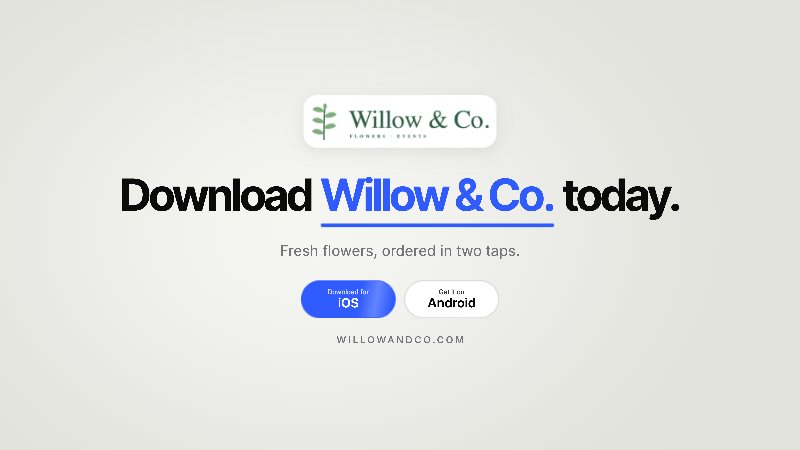 Willow & Co.
FLOWERS · EVENTS
Download Willow & Co. today.
Fresh flowers, ordered in two taps.
Download for
iOS
Get it on
Android
WILLOWANDCO.COM